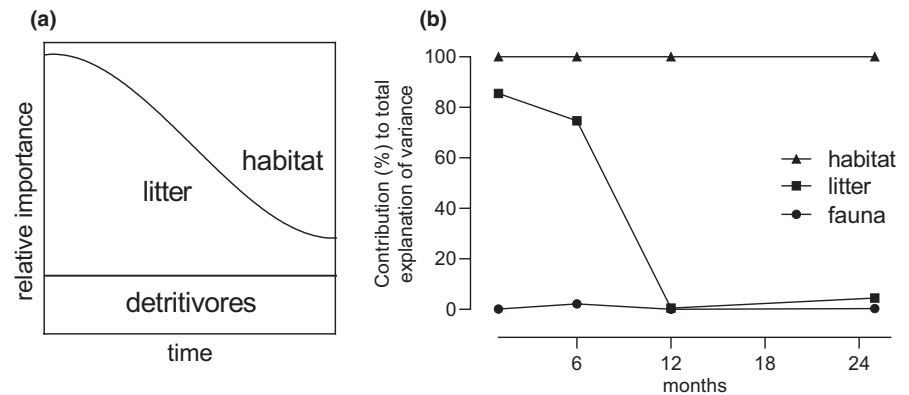 (a)
relative importance
habitat
litter
detritivores
time
(b)
Contribution (%) to total
explanation of variance
100
80
60
40
20
0
6
12
18
24
months
habitat
litter
fauna